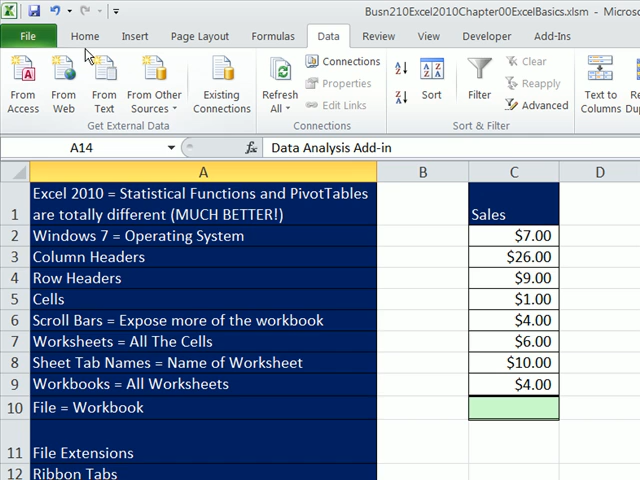 Busn210Excel2010Chapter00ExcelBasics.xlsm - Microso
File Home Insert Page Layout Formulas Data Review View Developer Add-Ins
From Access
From Web
From Text
From Other Sources
Existing Connections
Get External Data
Refresh All
Connections
Properties
Edit Links
Connections
Sort
Filter
Clear
Reapply
Advanced
Sort & Filter
Text to Columns
A14 fx Data Analysis Add-in
A B C D
1 Excel 2010 = Statistical Functions and PivotTables
are totally different (MUCH BETTER!) Sales
2 Windows 7 = Operating System $7.00
3 Column Headers $26.00
4 Row Headers $9.00
5 Cells $1.00
6 Scroll Bars = Expose more of the workbook $4.00
7 Worksheets = All The Cells $6.00
8 Sheet Tab Names = Name of Worksheet $10.00
9 Workbooks = All Worksheets $4.00
10 File = Workbook
11 File Extensions
12 Ribbon Tabs